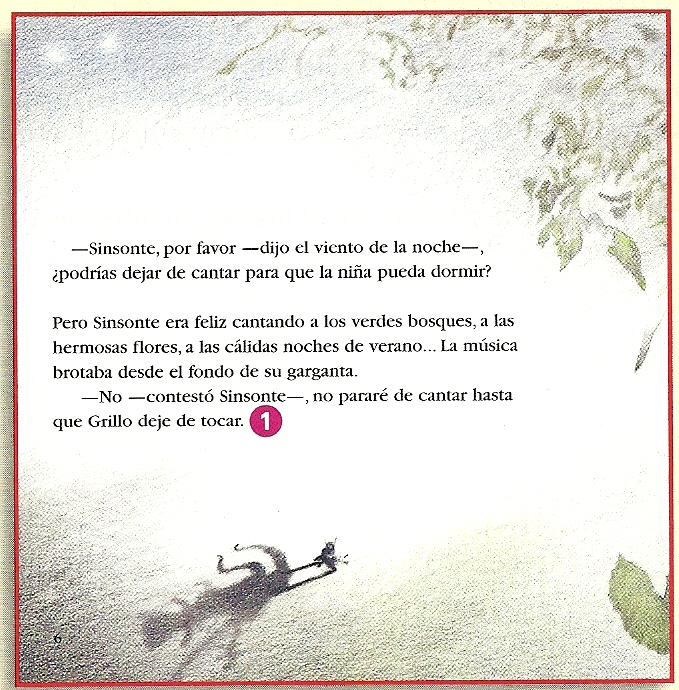 —Sinsonte, por favor —dijo el viento de la noche—,
¿podrías dejar de cantar para que la niña pueda dormir?
Pero Sinsonte era feliz cantando a los verdes bosques, a las
hermosas flores, a las cálidas noches de verano... La música
brotaba desde el fondo de su garganta.
—No —contestó Sinsonte—, no pararé de cantar hasta
que Grillo deje de tocar. 1
6